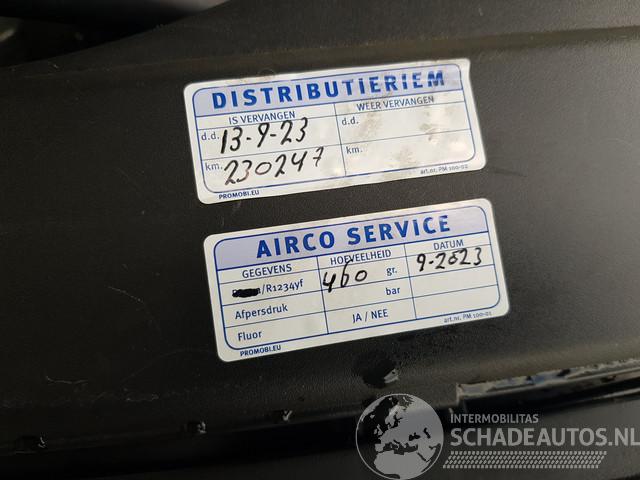 DISTRIBUTIERIEM
IS VERVANGEN WEER VERVANGEN
d.d. 13-9-23 d.d.
km. 230247 km.
PROMOBI.EU art.nr. PM 100-02
AIRCO SERVICE
GEGEVENS HOEVEELHEID DATUM
/R1234yf 460 gr. 9-2023
Afpersdruk bar
Fluor JA / NEE
PROMOBI.EU art.nr. PM 100-01
INTERMOBILITAS
SCHADEAUTOS.NL